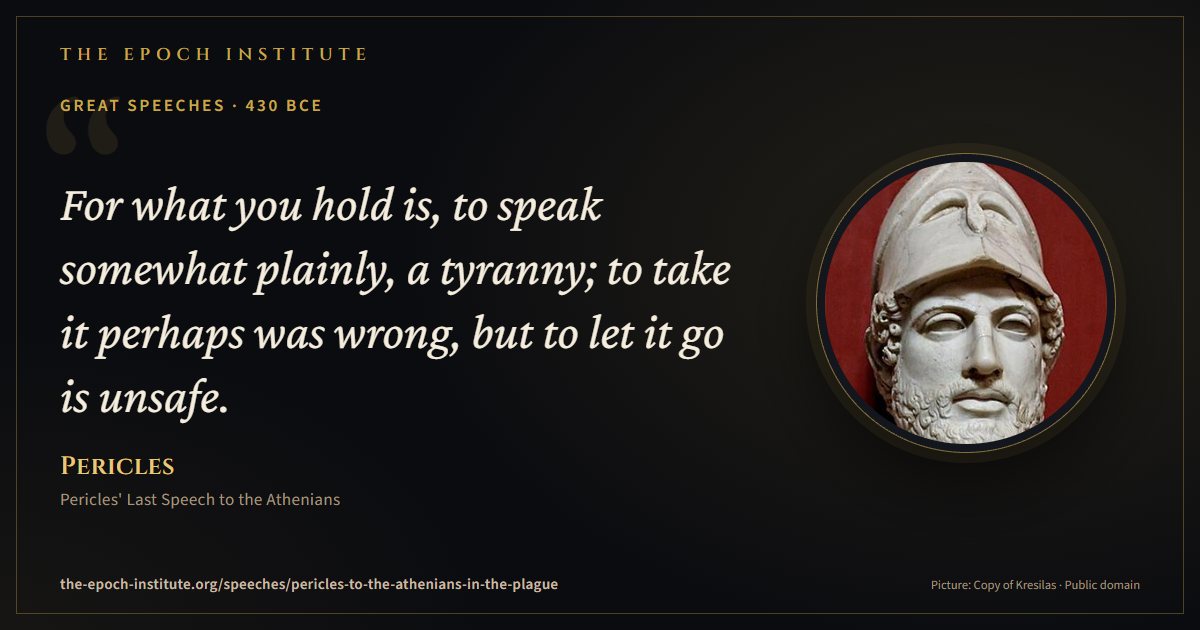 THE EPOCH INSTITUTE
GREAT SPEECHES · 430 BCE
“
For what you hold is, to speak
somewhat plainly, a tyranny; to take
it perhaps was wrong, but to let it go
is unsafe.
PERICLES
Pericles' Last Speech to the Athenians
the-epoch-institute.org/speeches/pericles-to-the-athenians-in-the-plague
Picture: Copy of Kresilas · Public domain